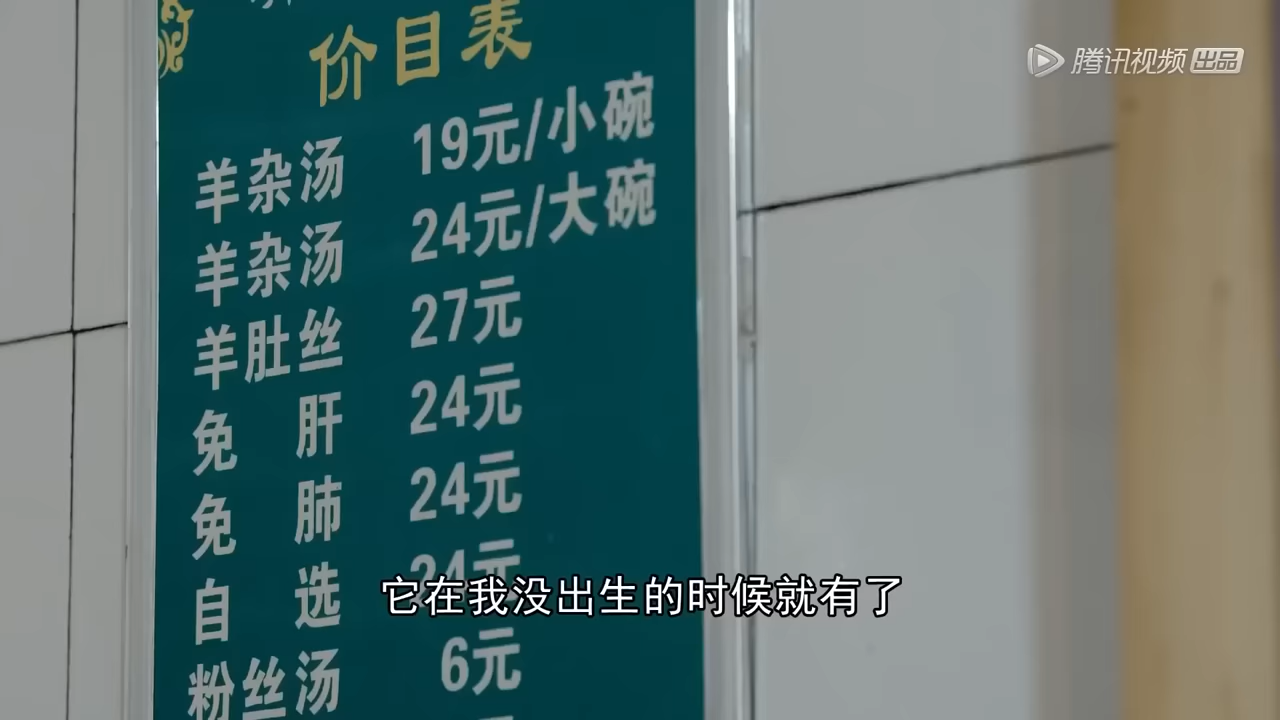 腾讯视频 出品
价目表
羊杂汤 19元/小碗
羊杂汤 24元/大碗
羊肚丝 27元
免肝 24元
免肺 24元
自选 24元
粉丝汤 6元
它在我没出生的时候就有了